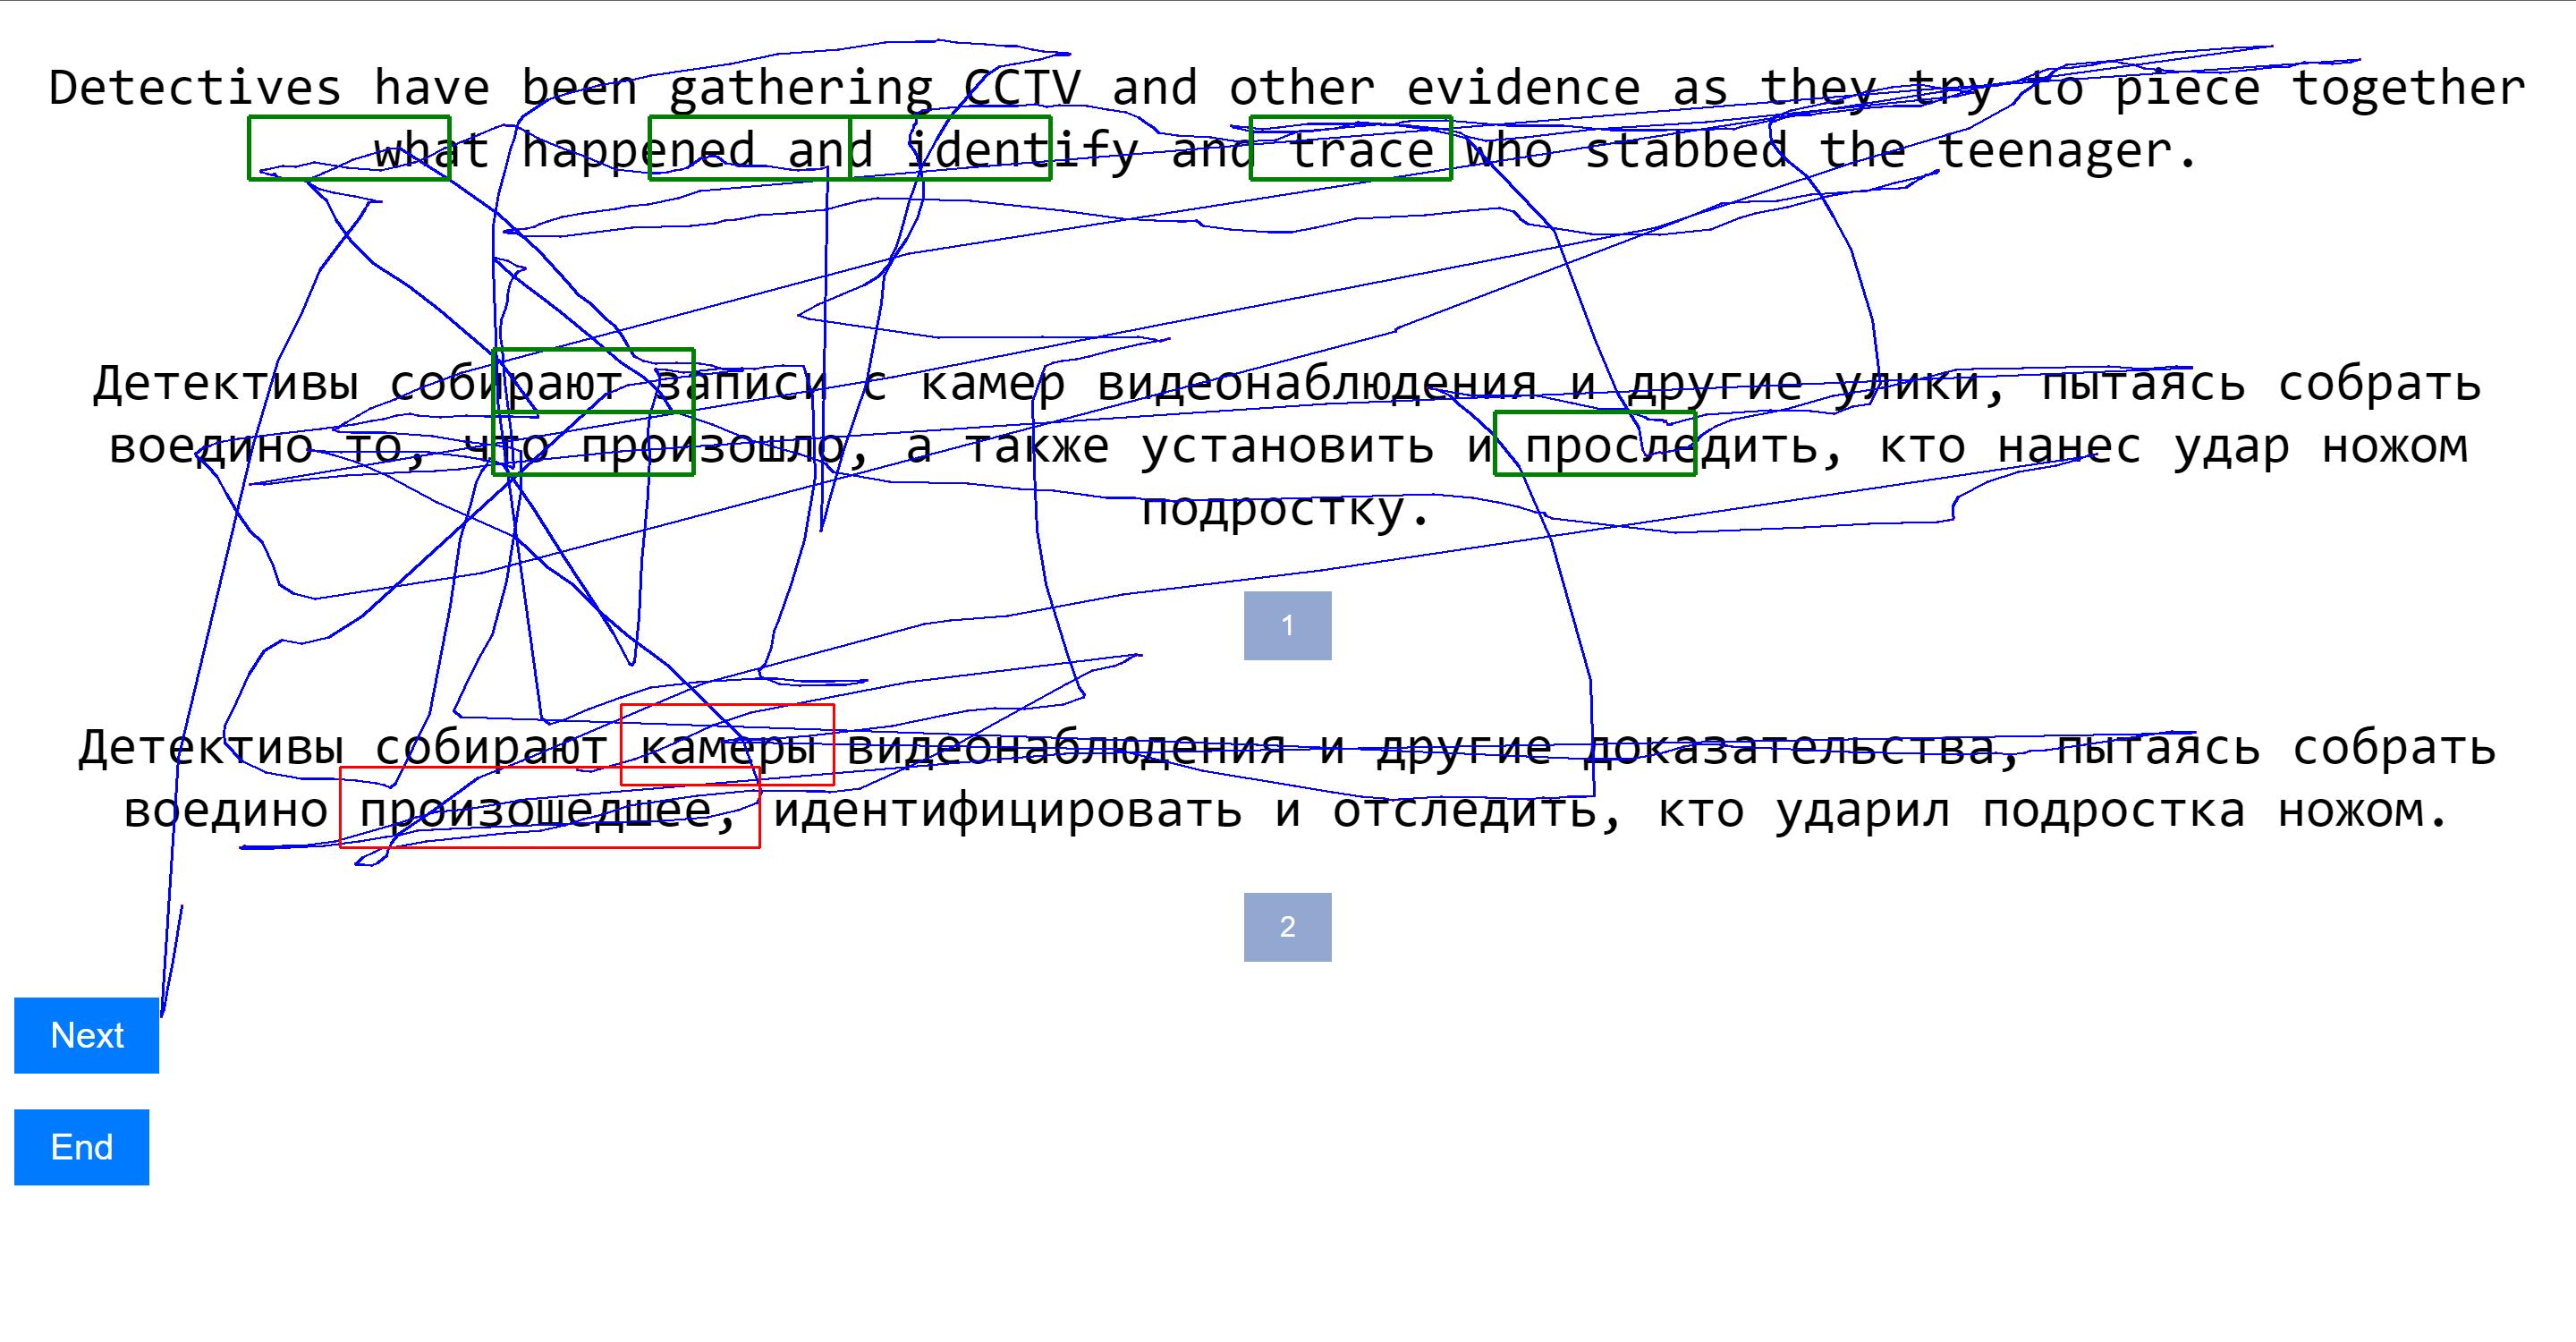 Detectives have been gathering CCTV and other evidence as they try to piece together
what happened and identify and trace who stabbed the teenager.
Детективы собирают записи с камер видеонаблюдения и другие улики, пытаясь собрать
воедино то, что произошло, а также установить и проследить, кто нанес удар ножом
подростку.
1
Детективы собирают камеры видеонаблюдения и другие доказательства, пытаясь собрать
воедино произошедшее, идентифицировать и отследить, кто ударил подростка ножом.
2
Next
End